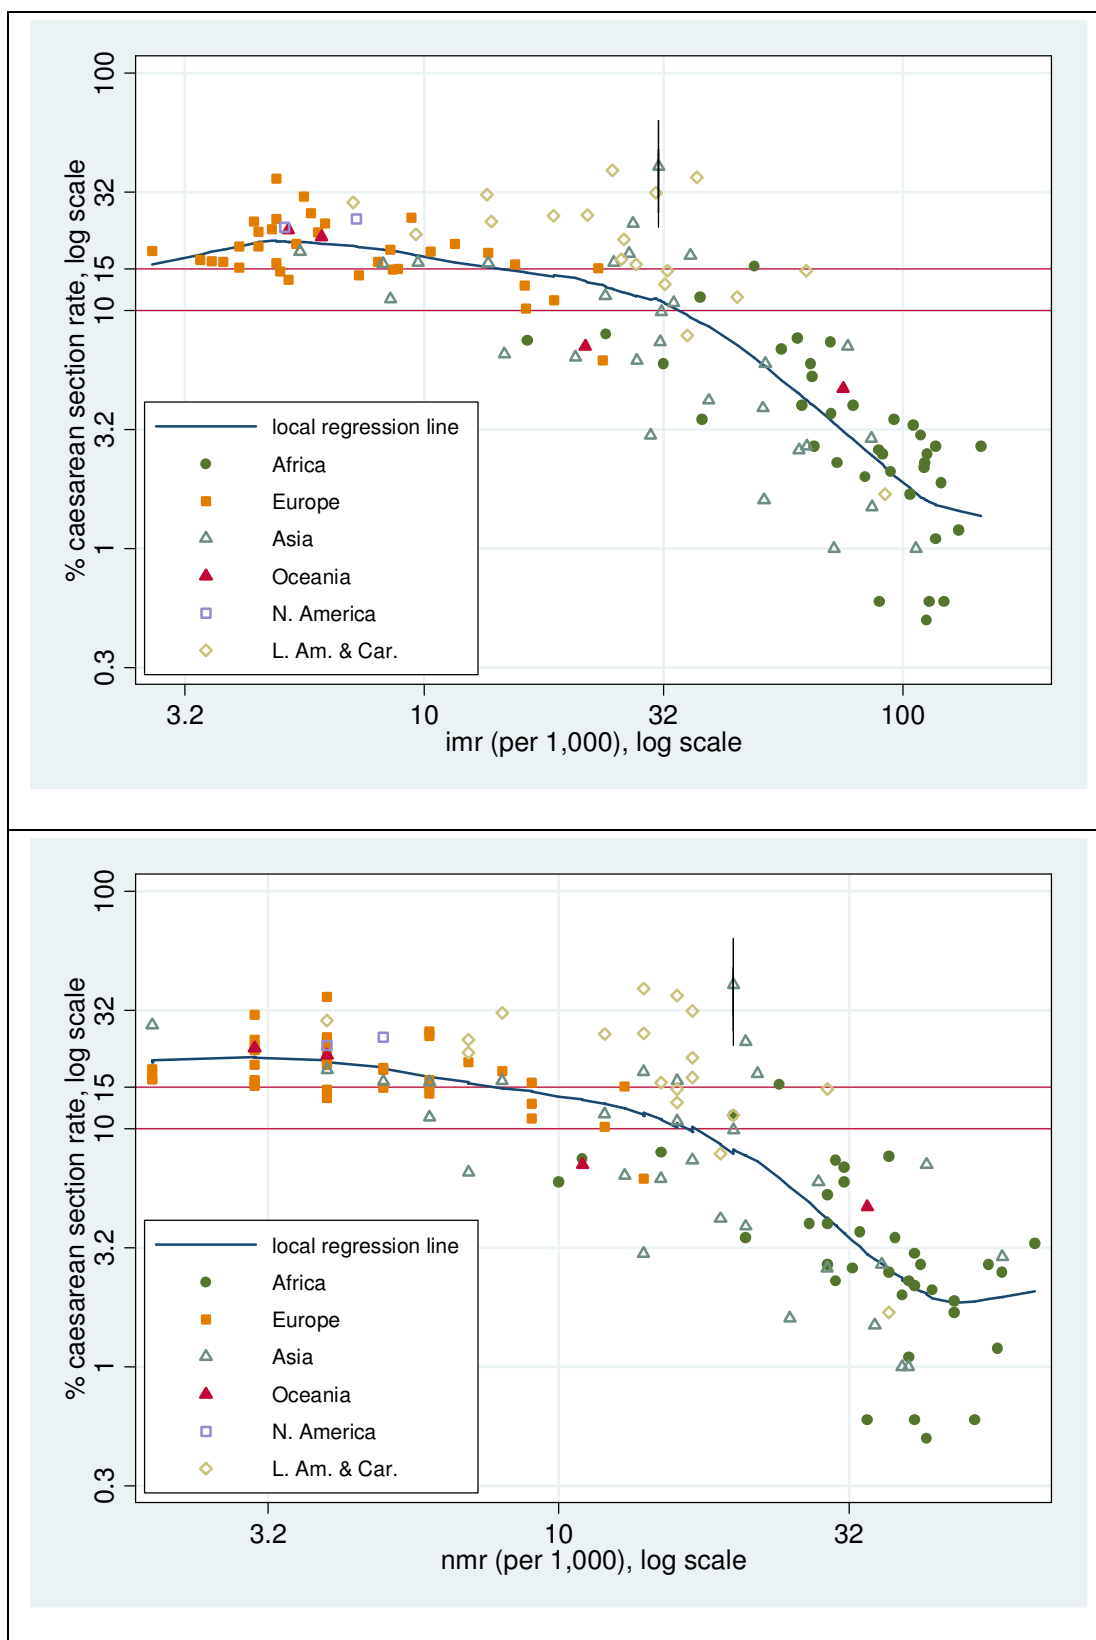 % caesarean section rate, log scale
100
32
15
10
3.2
1
0.3
local regression line
Africa
Europe
Asia
Oceania
N. America
L. Am. & Car.
3.2 10 32 100
imr (per 1,000), log scale
% caesarean section rate, log scale
100
32
15
10
3.2
1
0.3
local regression line
Africa
Europe
Asia
Oceania
N. America
L. Am. & Car.
3.2 10 32
nmr (per 1,000), log scale